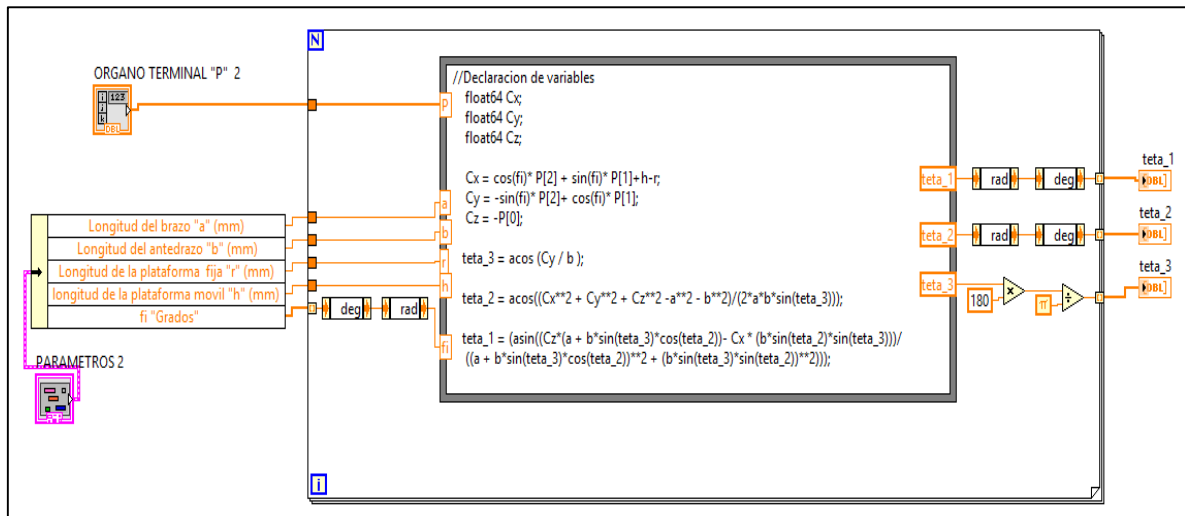 N
ORGANO TERMINAL "P" 2
i
j
k
123
DBL
//Declaracion de variables
float64 Cx;
float64 Cy;
float64 Cz;
Cx = cos(fi)* P[2] + sin(fi)* P[1]+h-r;
Cy = -sin(fi)* P[2]+ cos(fi)* P[1];
Cz = -P[0];
teta_3 = acos (Cy / b );
teta_2 = acos((Cx**2 + Cy**2 + Cz**2 -a**2 - b**2)/(2*a*b*sin(teta_3)));
teta_1 = (asin((Cz*(a + b*sin(teta_3)*cos(teta_2))- Cx * (b*sin(teta_2)*sin(teta_3)))/
((a + b*sin(teta_3)*cos(teta_2))**2 + (b*sin(teta_3)*sin(teta_2))**2)));
P
a
b
r
h
fi
Longitud del brazo "a" (mm)
Longitud del antedrazo "b" (mm)
Longitud de la plataforma fija "r" (mm)
longitud de la plataforma movil "h" (mm)
fi "Grados"
deg rad
PARAMETROS 2
teta_1 rad deg
teta_1
DBL]
teta_2 rad deg
teta_2
DBL]
teta_3 × ÷
180 π
teta_3
DBL]
i